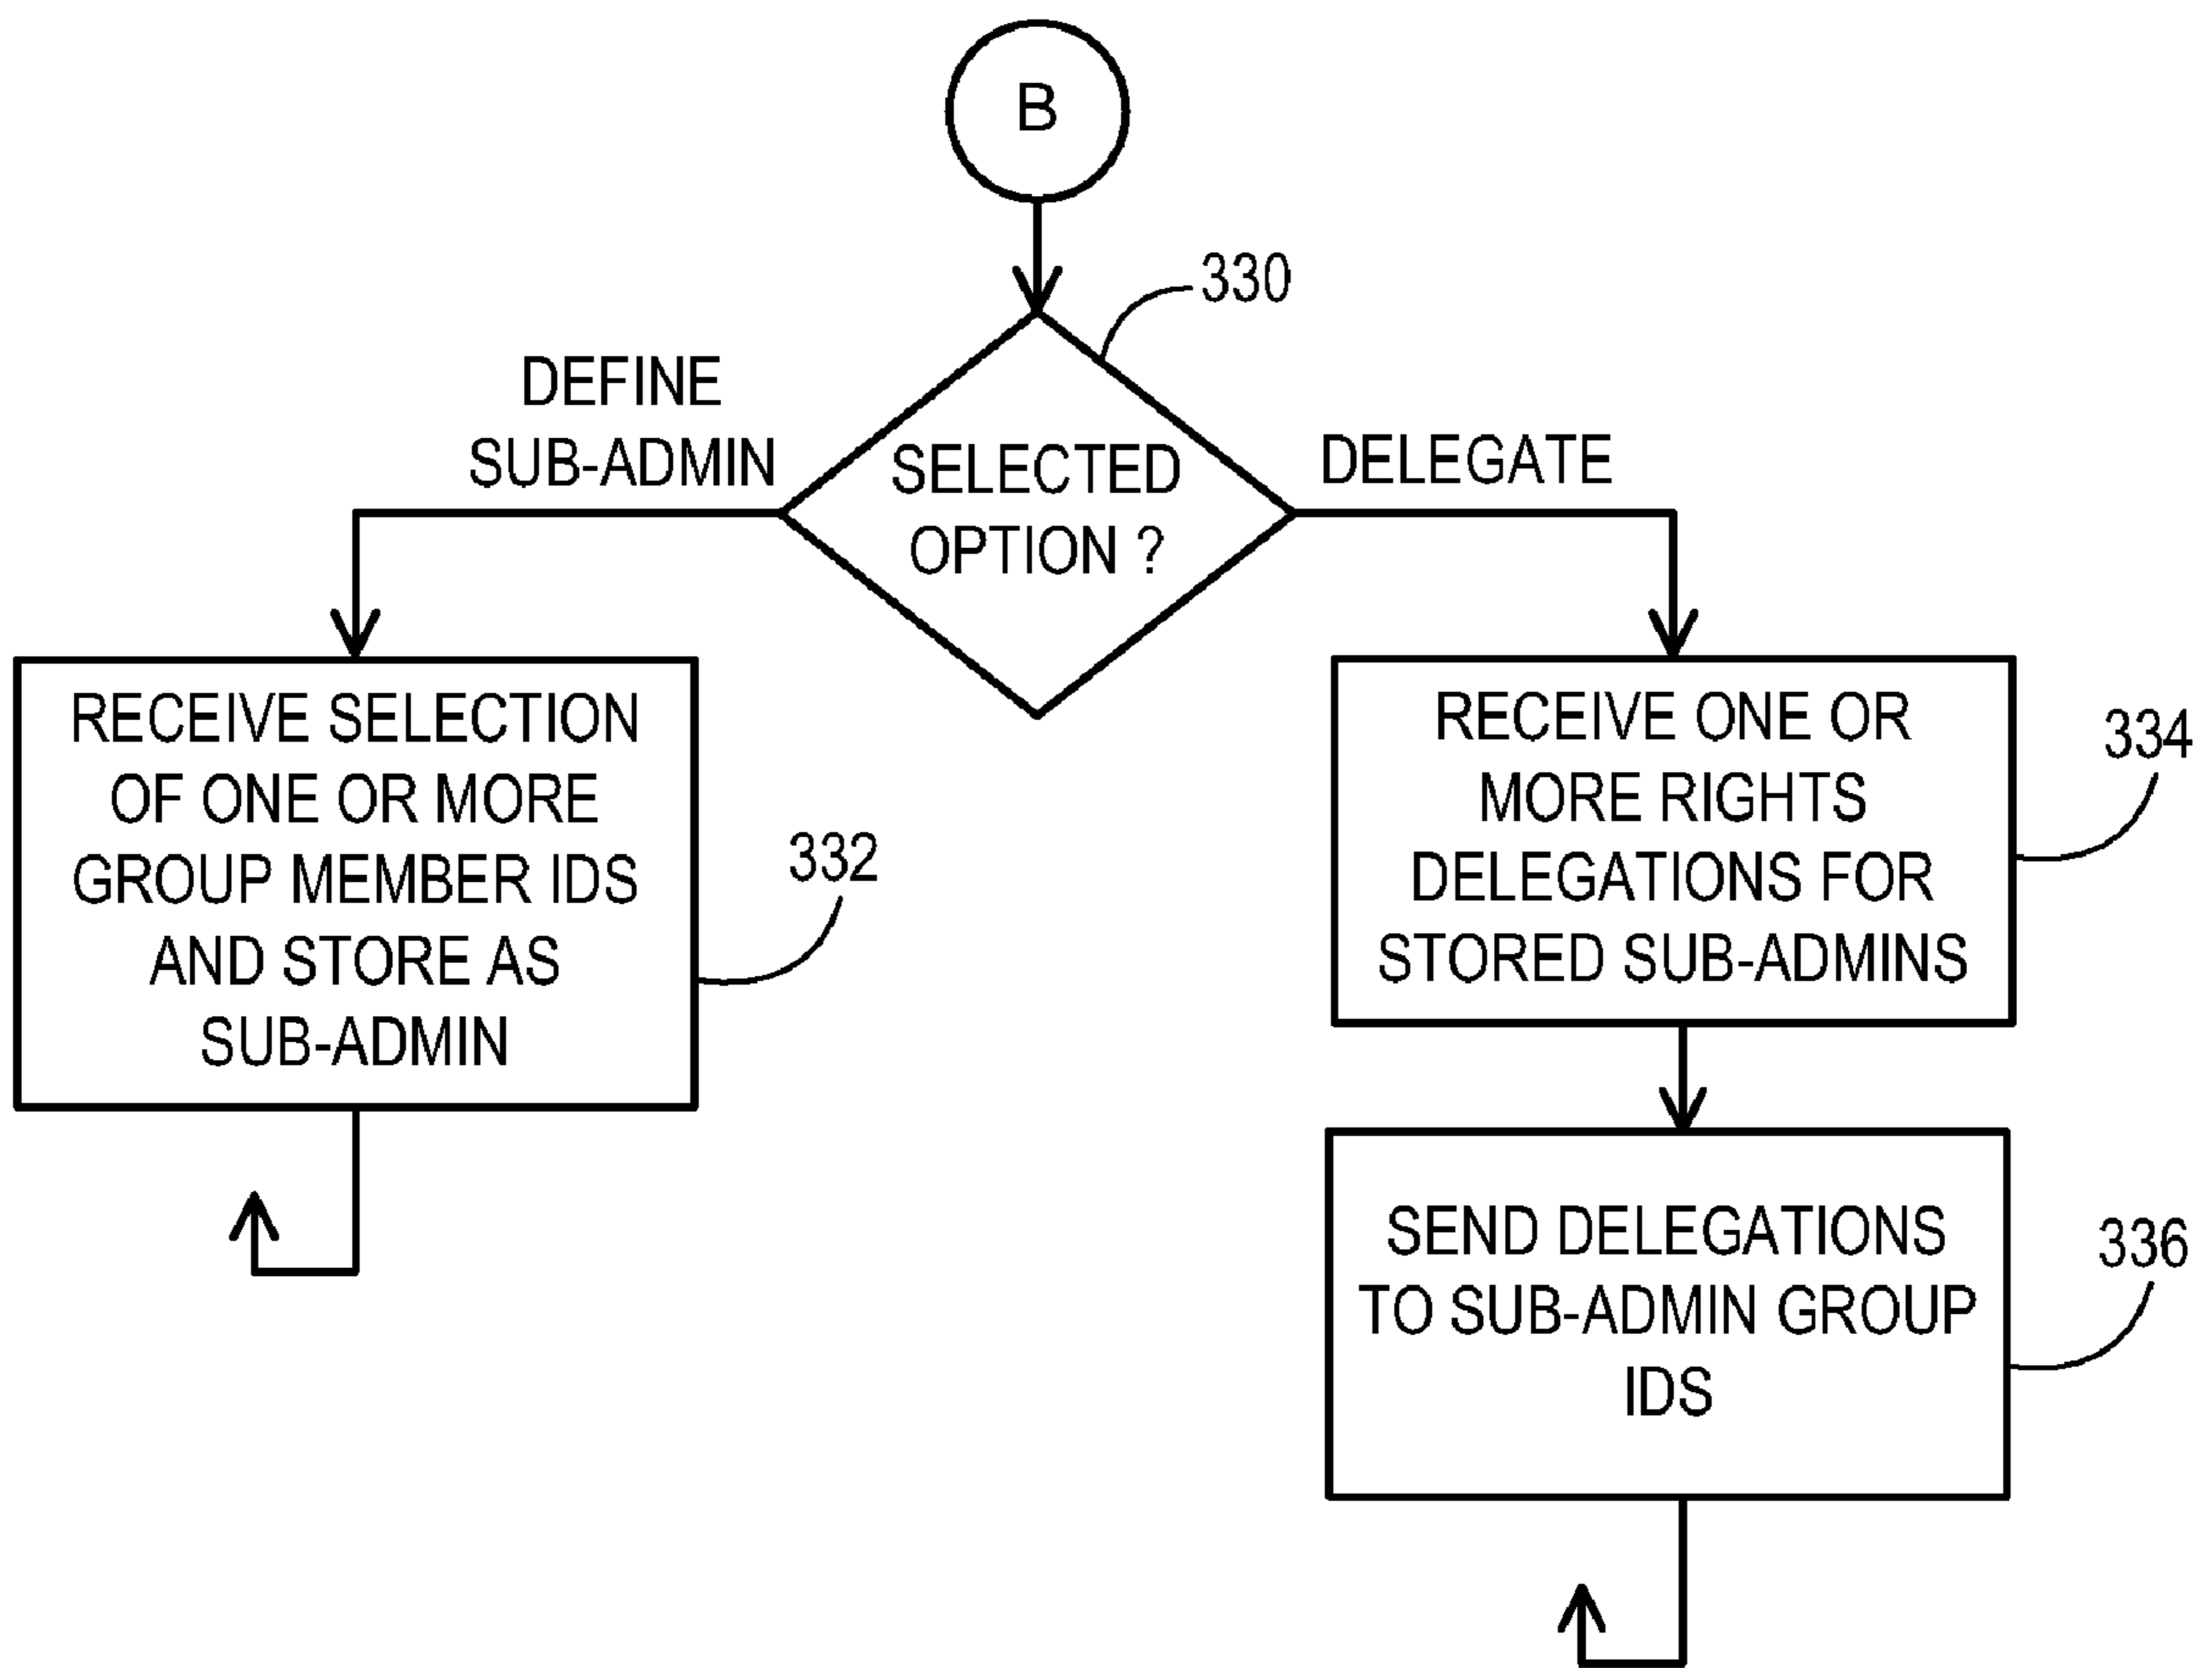 B
330
DEFINE
SUB-ADMIN
SELECTED
OPTION ?
DELEGATE
RECEIVE SELECTION
OF ONE OR MORE
GROUP MEMBER IDS
AND STORE AS
SUB-ADMIN
332
RECEIVE ONE OR
MORE RIGHTS
DELEGATIONS FOR
STORED SUB-ADMINS
334
SEND DELEGATIONS
TO SUB-ADMIN GROUP
IDS
336